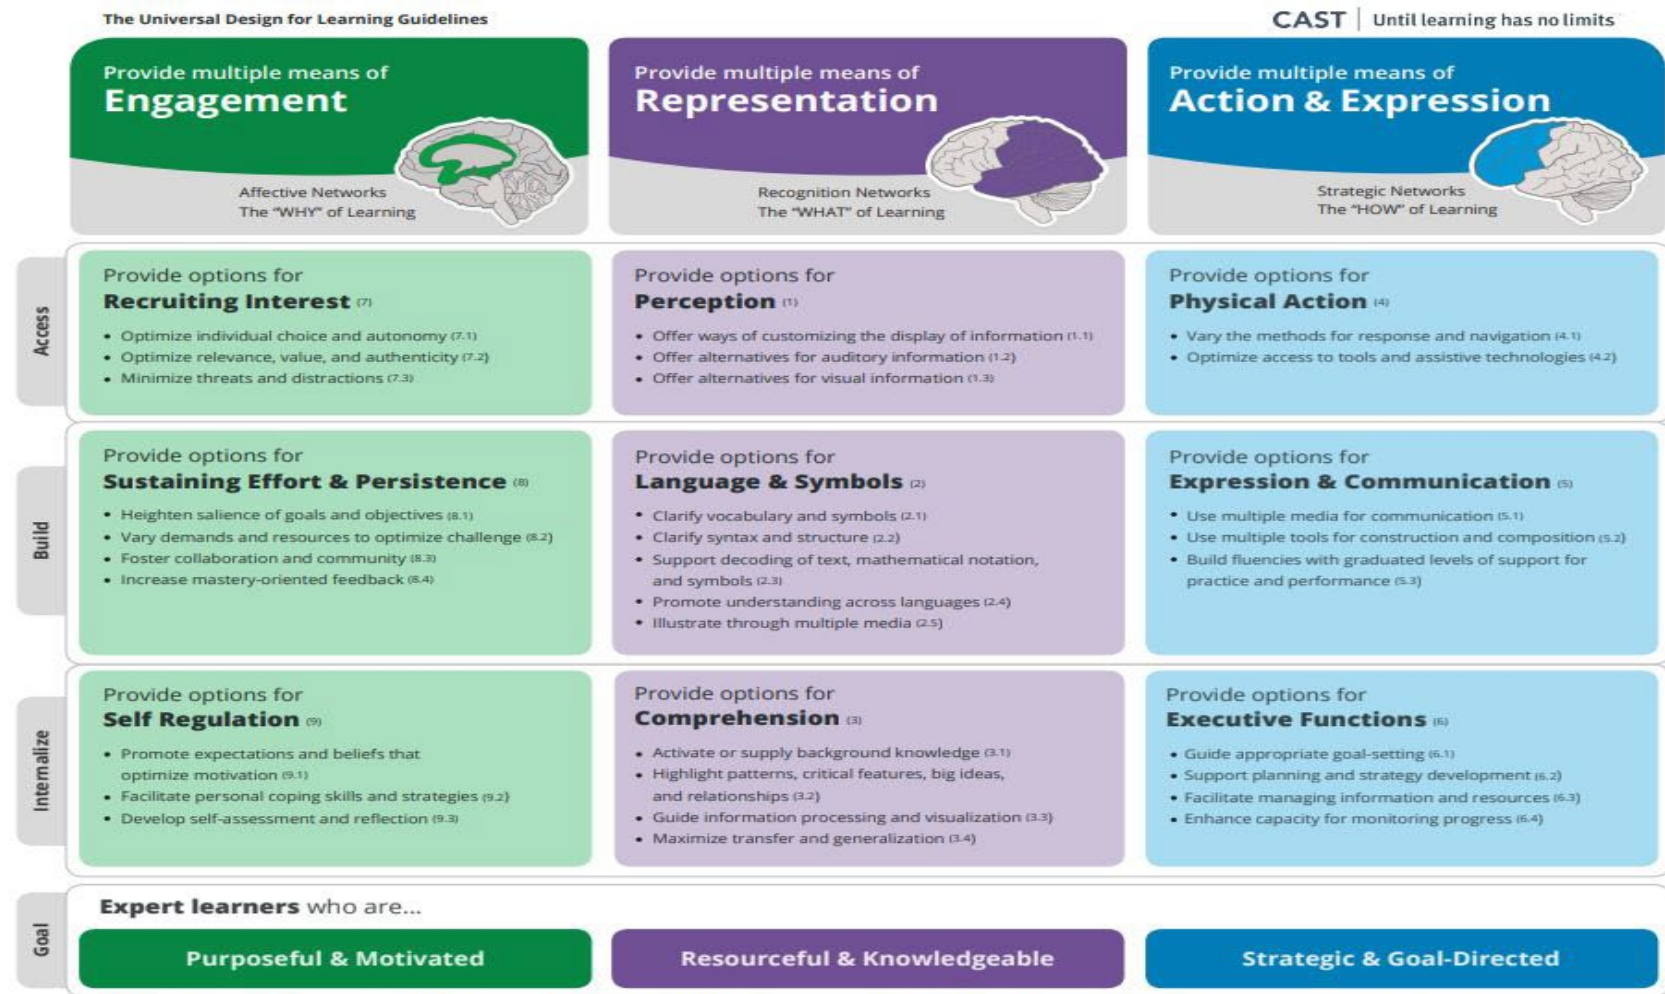 The Universal Design for Learning Guidelines
CAST | Until learning has no limits
Provide multiple means of
Engagement
Affective Networks
The "WHY" of Learning
Provide multiple means of
Representation
Recognition Networks
The "WHAT" of Learning
Provide multiple means of
Action & Expression
Strategic Networks
The "HOW" of Learning
Access
Provide options for
Recruiting Interest (7)
• Optimize individual choice and autonomy (7.1)
• Optimize relevance, value, and authenticity (7.2)
• Minimize threats and distractions (7.3)
Provide options for
Perception (1)
• Offer ways of customizing the display of information (1.1)
• Offer alternatives for auditory information (1.2)
• Offer alternatives for visual information (1.3)
Provide options for
Physical Action (4)
• Vary the methods for response and navigation (4.1)
• Optimize access to tools and assistive technologies (4.2)
Build
Provide options for
Sustaining Effort & Persistence (8)
• Heighten salience of goals and objectives (8.1)
• Vary demands and resources to optimize challenge (8.2)
• Foster collaboration and community (8.3)
• Increase mastery-oriented feedback (8.4)
Provide options for
Language & Symbols (2)
• Clarify vocabulary and symbols (2.1)
• Clarify syntax and structure (2.2)
• Support decoding of text, mathematical notation,
and symbols (2.3)
• Promote understanding across languages (2.4)
• Illustrate through multiple media (2.5)
Provide options for
Expression & Communication (5)
• Use multiple media for communication (5.1)
• Use multiple tools for construction and composition (5.2)
• Build fluencies with graduated levels of support for
practice and performance (5.3)
Internalize
Provide options for
Self Regulation (9)
• Promote expectations and beliefs that
optimize motivation (9.1)
• Facilitate personal coping skills and strategies (9.2)
• Develop self-assessment and reflection (9.3)
Provide options for
Comprehension (3)
• Activate or supply background knowledge (3.1)
• Highlight patterns, critical features, big ideas,
and relationships (3.2)
• Guide information processing and visualization (3.3)
• Maximize transfer and generalization (3.4)
Provide options for
Executive Functions (6)
• Guide appropriate goal-setting (6.1)
• Support planning and strategy development (6.2)
• Facilitate managing information and resources (6.3)
• Enhance capacity for monitoring progress (6.4)
Goal
Expert learners who are...
Purposeful & Motivated
Resourceful & Knowledgeable
Strategic & Goal-Directed